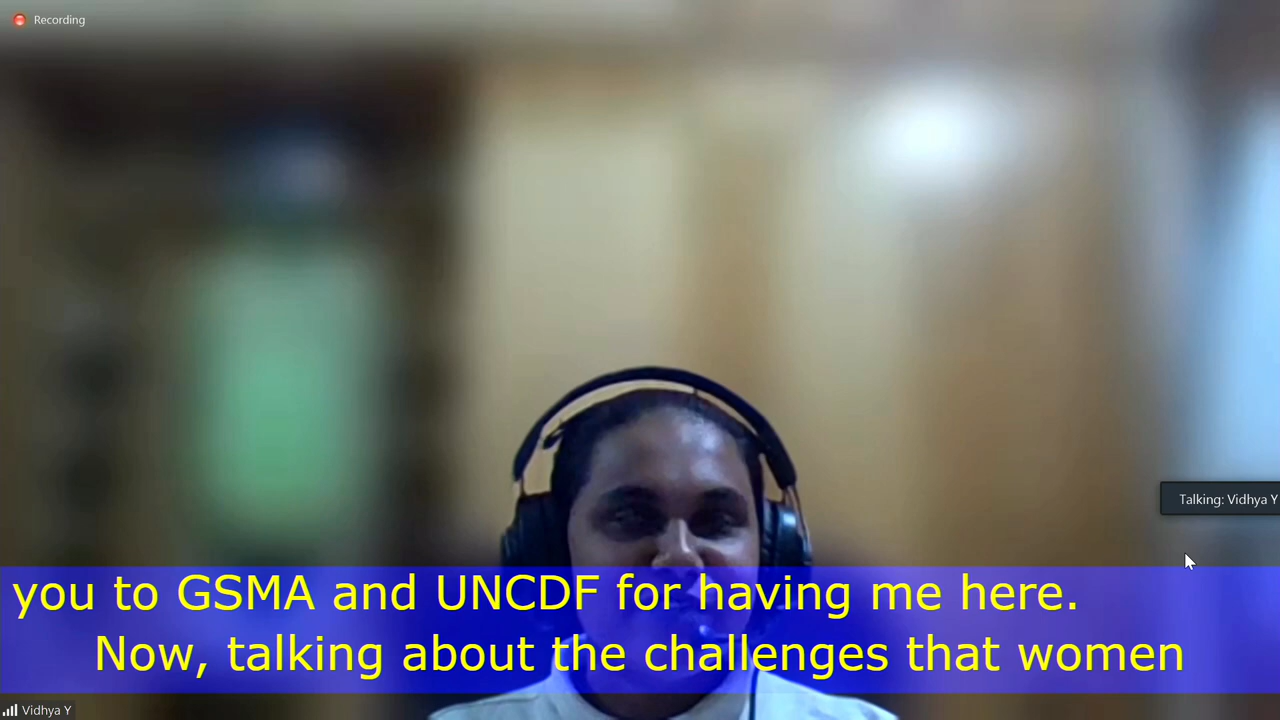 Recording
Talking: Vidhya Y
you to GSMA and UNCDF for having me here.
Now, talking about the challenges that women
Vidhya Y